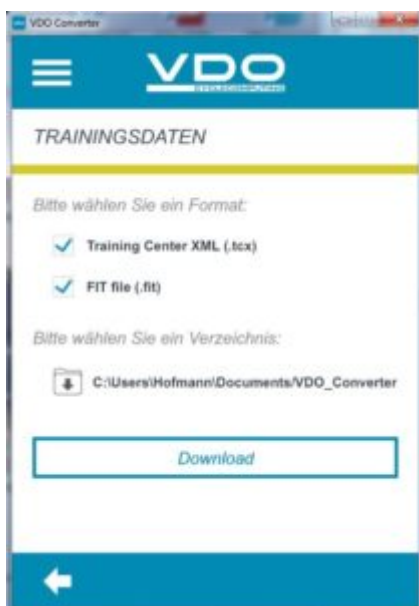 VDO Converter
VDO
CYCLECOMPUTING
TRAININGSDATEN
Bitte wählen Sie ein Format:
Training Center XML (.tcx)
FIT file (.fit)
Bitte wählen Sie ein Verzeichnis:
C:\Users\Hofmann\Documents/VDO_Converter
Download